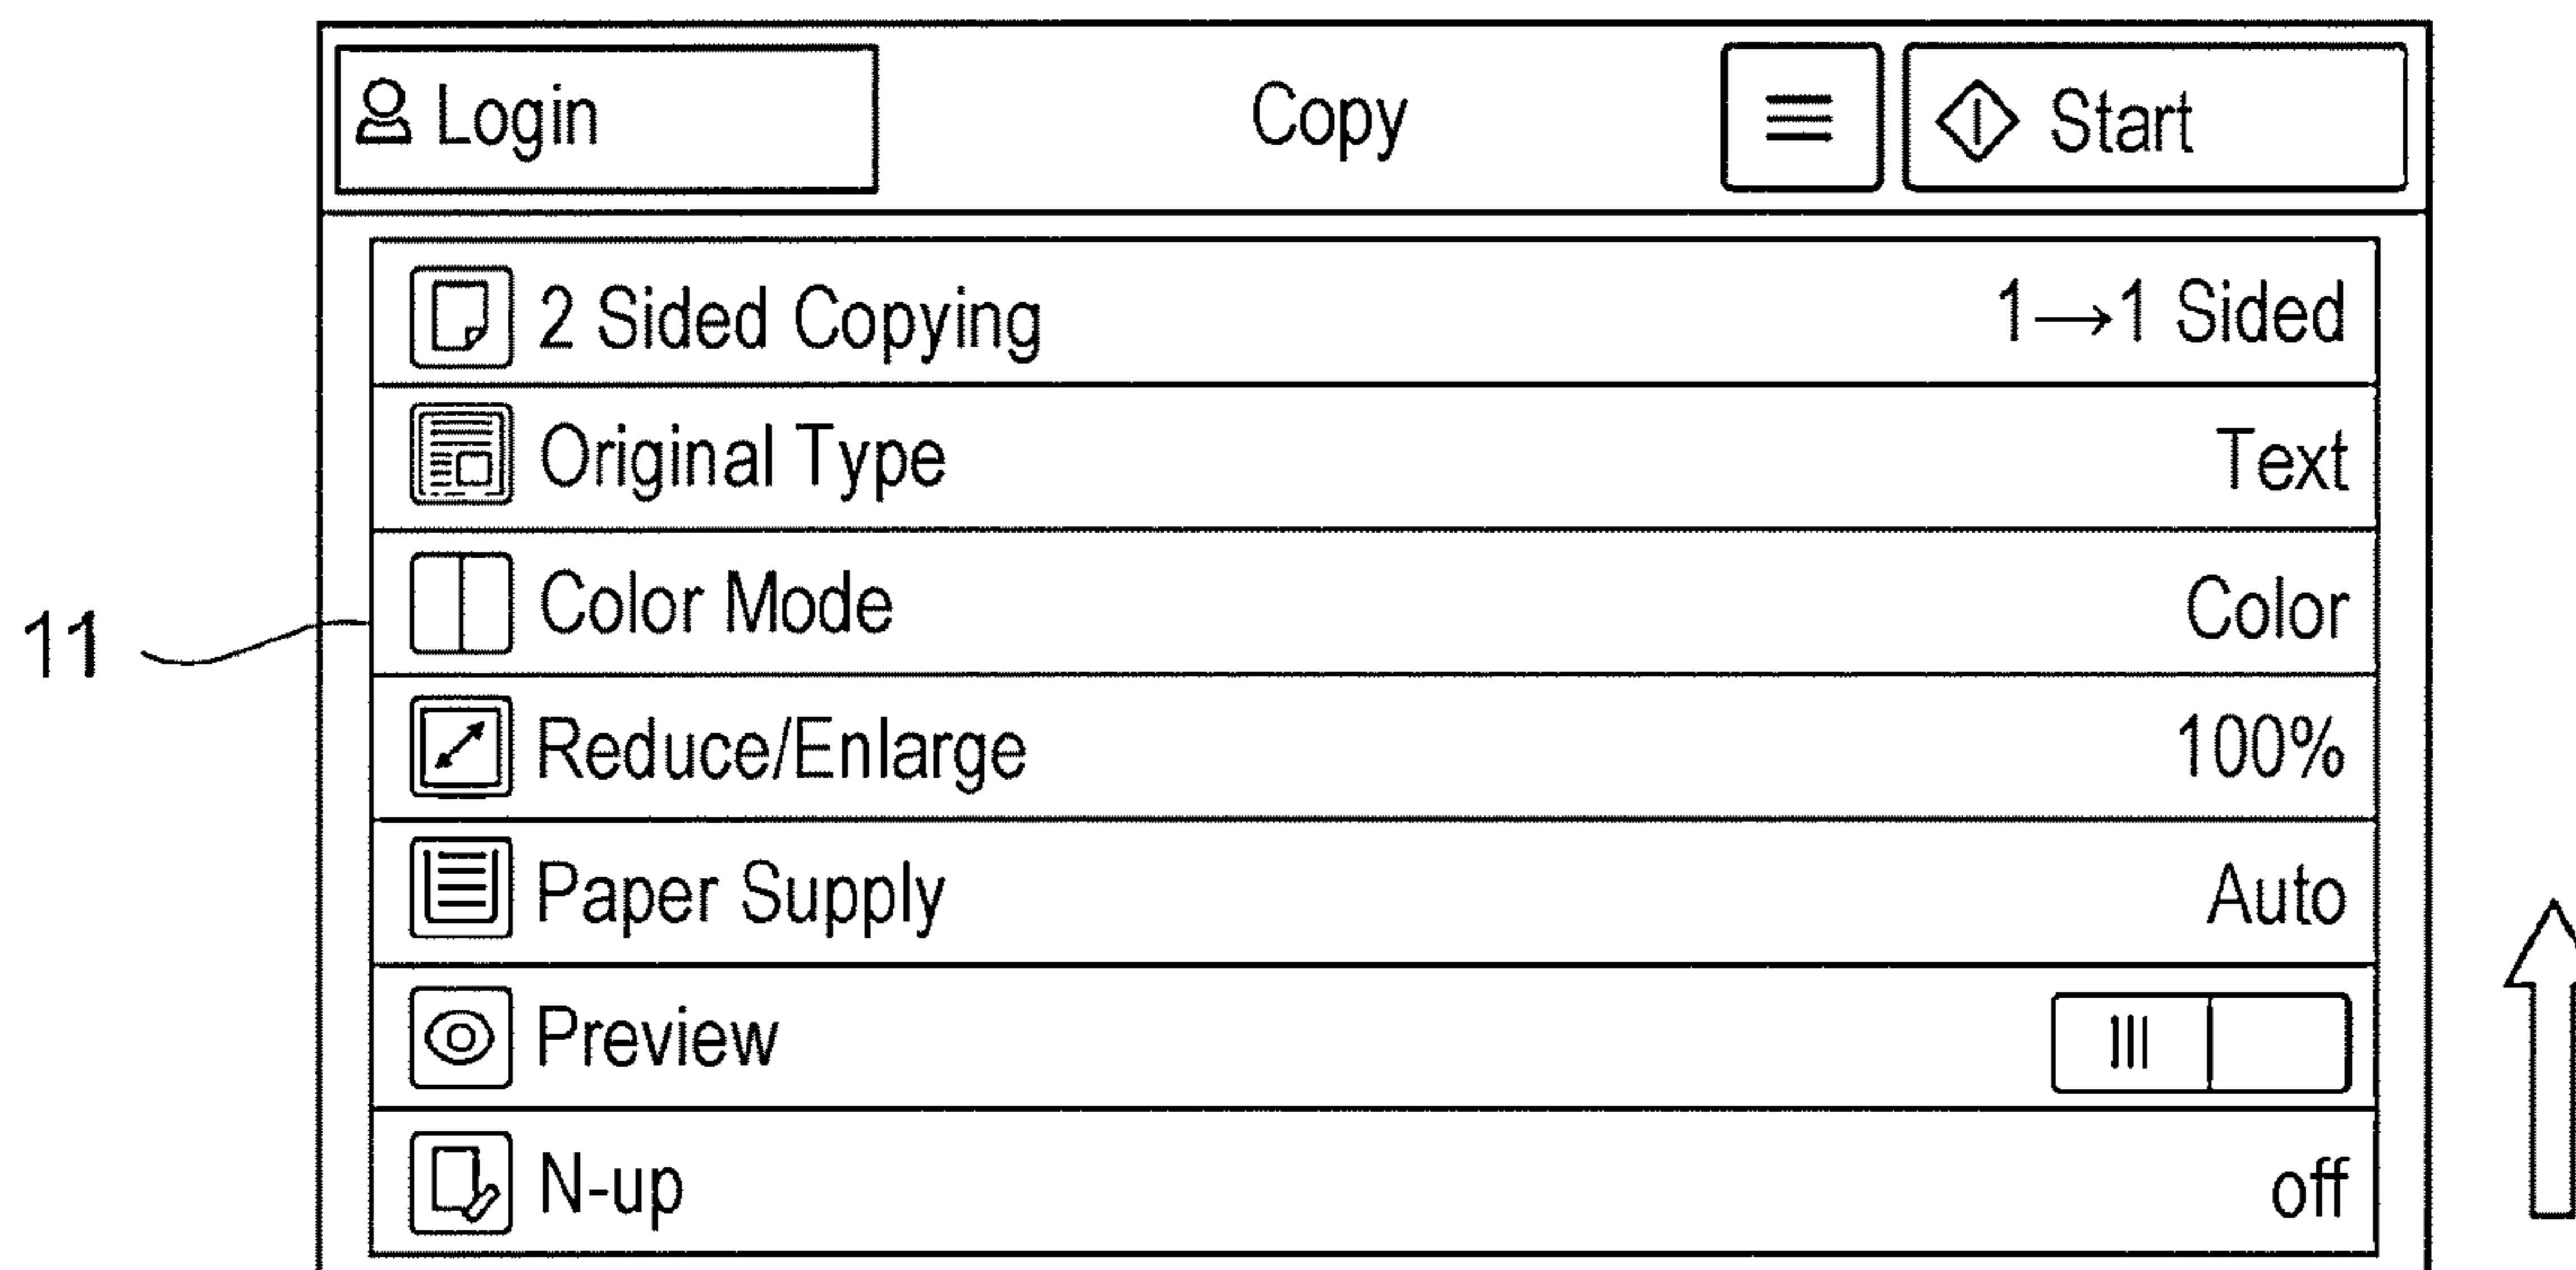 Login Copy Start
2 Sided Copying 1→1 Sided
Original Type Text
Color Mode Color
11
Reduce/Enlarge 100%
Paper Supply Auto
Preview
N-up off